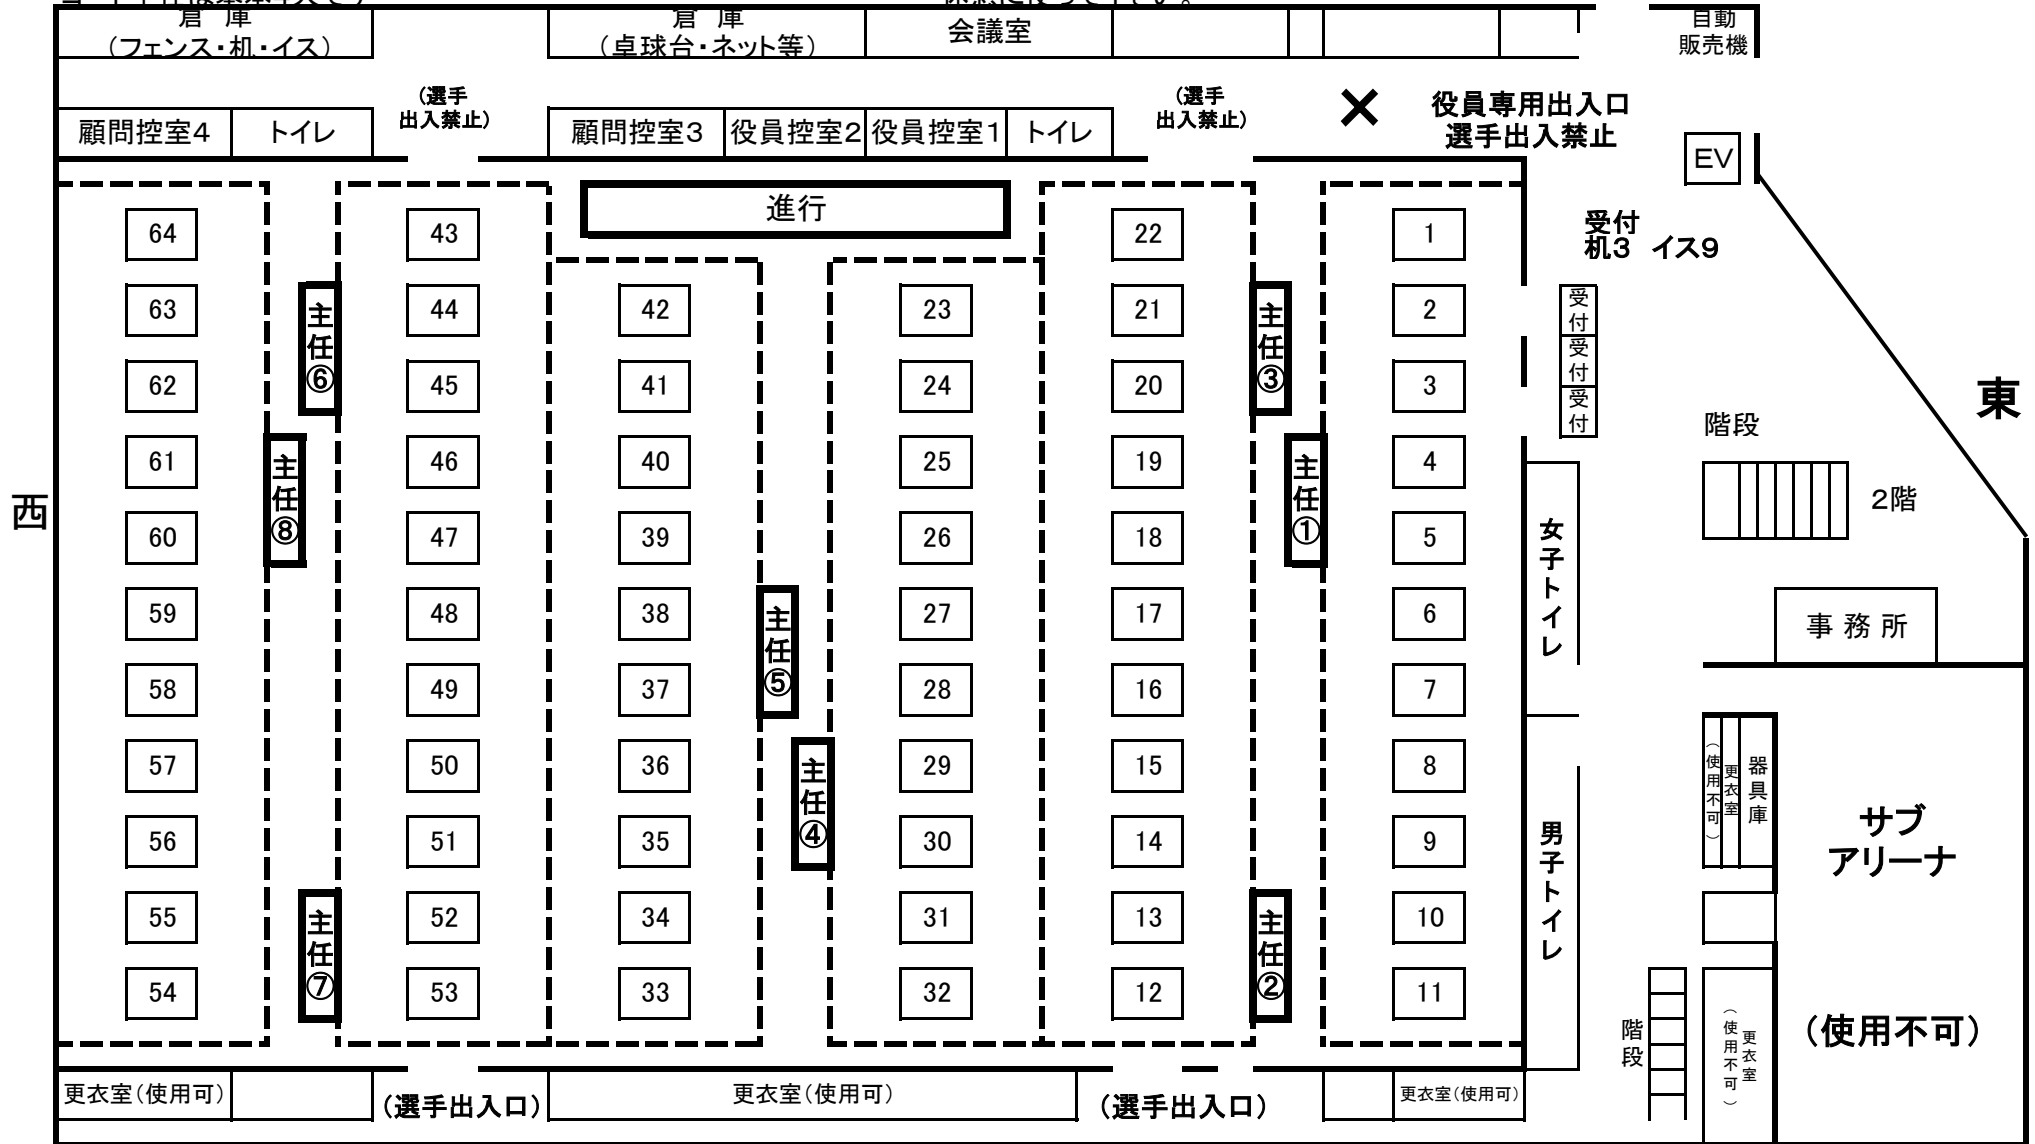 倉 庫
(フェンス・机・イス)
倉 庫
(卓球台・ネット等)
会議室
自動
販売機
(選手
出入禁止)
(選手
出入禁止)
×
役員専用出入口
選手出入禁止
顧問控室4
トイレ
顧問控室3
役員控室2
役員控室1
トイレ
EV
進行
受付
机3 イス9
64
43
22
1
63
44
42
23
21
2
62
45
41
24
20
3
61
46
40
25
19
4
60
47
39
26
18
5
59
48
38
27
17
6
58
49
37
28
16
7
57
50
36
29
15
8
56
51
35
30
14
9
55
52
34
31
13
10
54
53
33
32
12
11
主任⑥
主任⑧
主任⑦
主任⑤
主任④
主任③
主任①
主任②
受付
受付
受付
西
東
階段
2階
女子トイレ
男子トイレ
事務所
器具庫
更衣室
(使用不可)
サブ
アリーナ
(使用不可)
階段
更衣室
(使用不可)
更衣室(使用可)
(選手出入口)
更衣室(使用可)
(選手出入口)
更衣室(使用可)